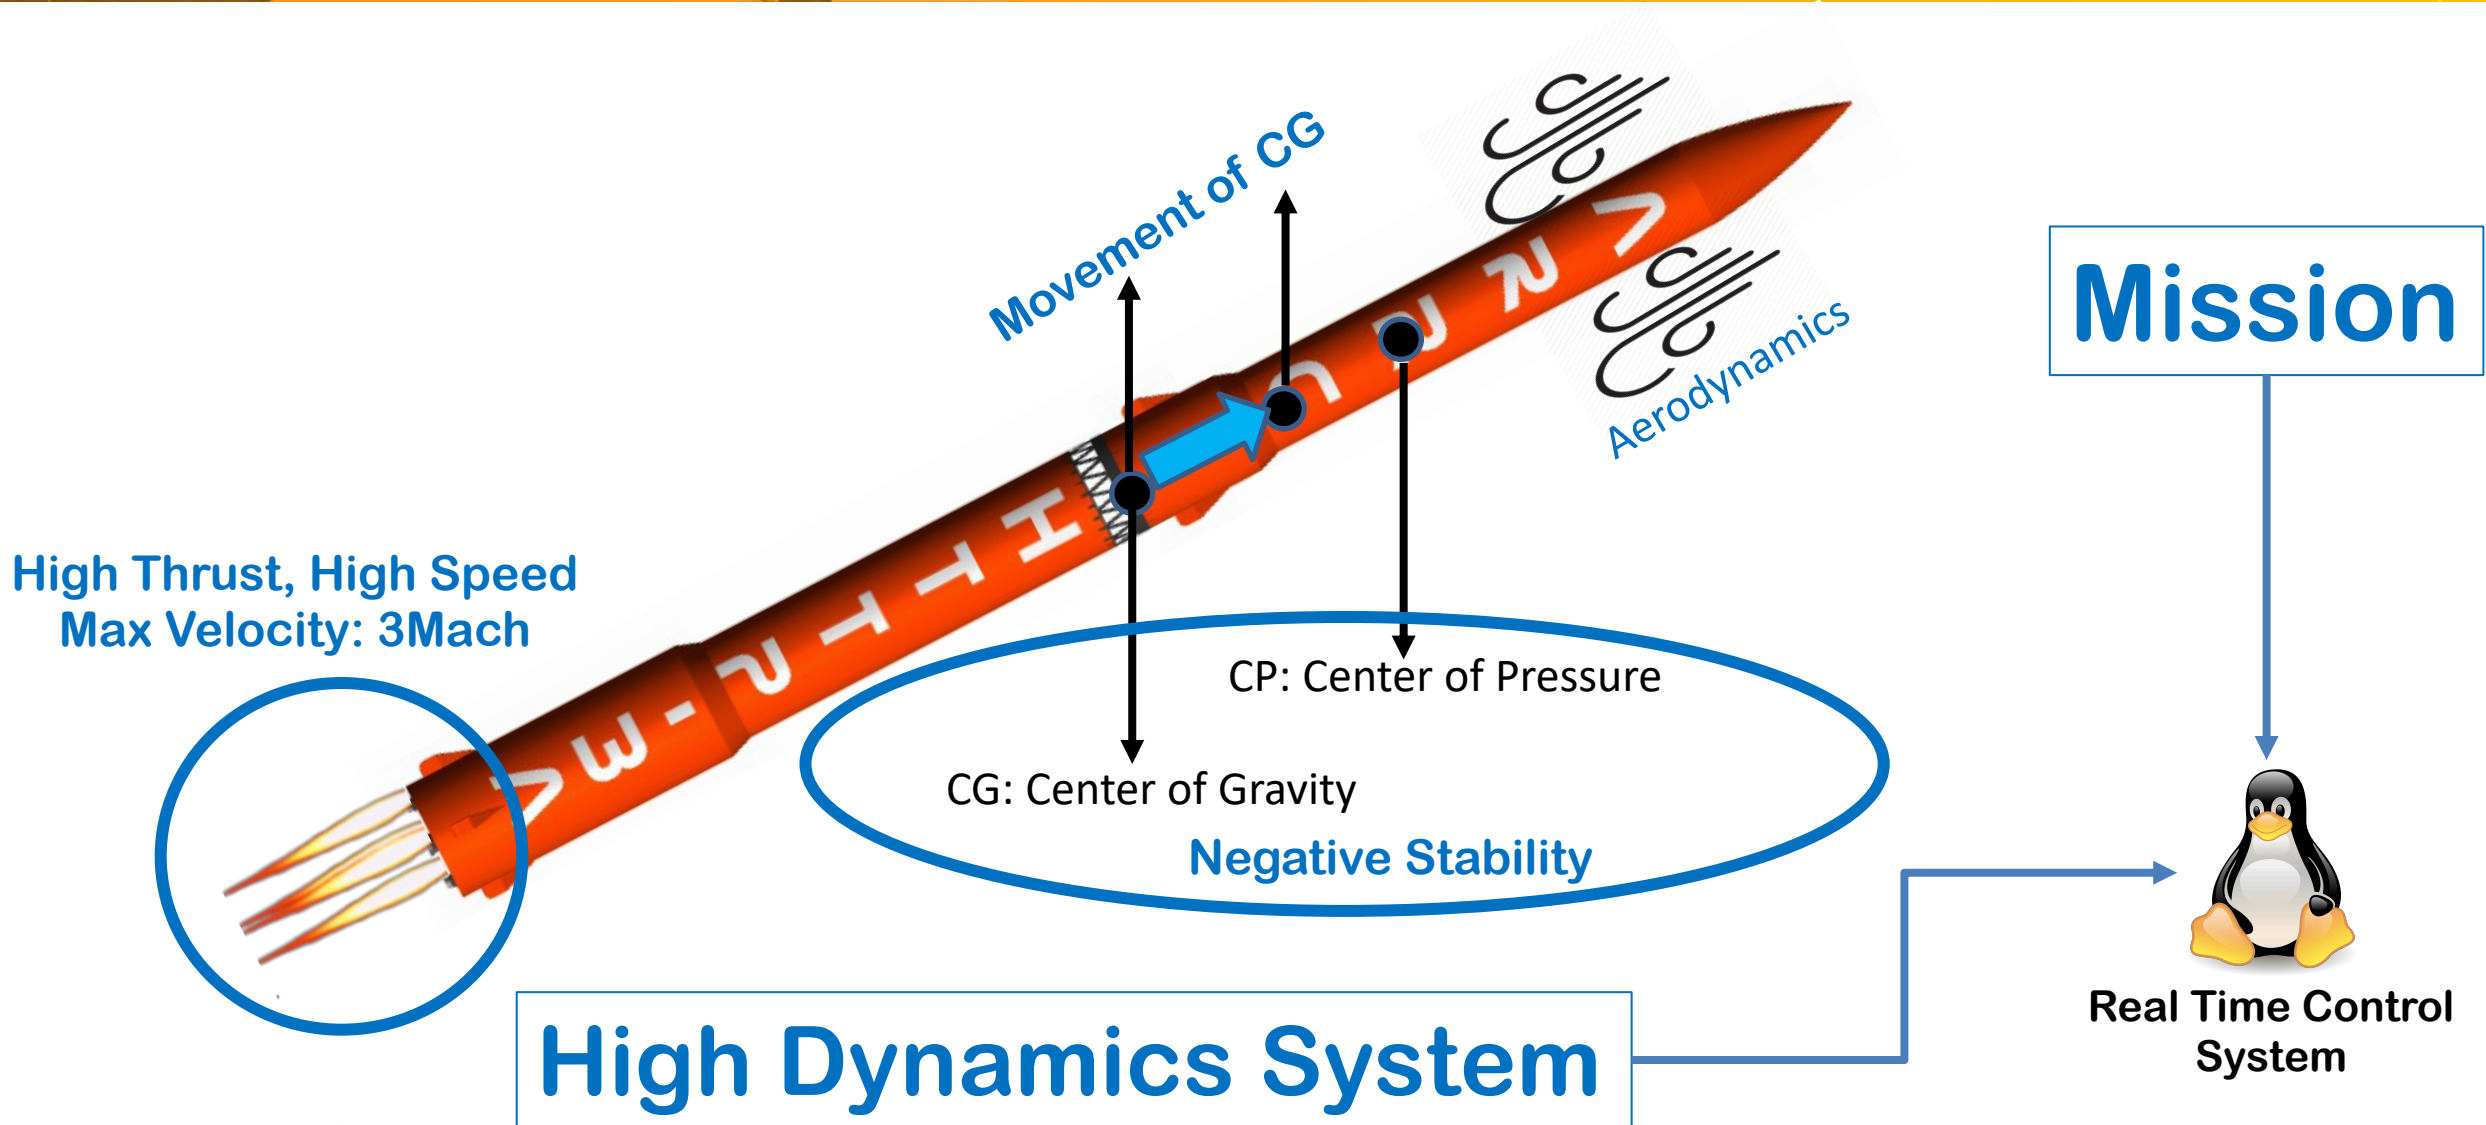 Movement of CG
ARRC
HTTP-3A
Aerodynamics
Mission
High Thrust, High Speed
Max Velocity: 3Mach
CP: Center of Pressure
CG: Center of Gravity
Negative Stability
High Dynamics System
Real Time Control
System